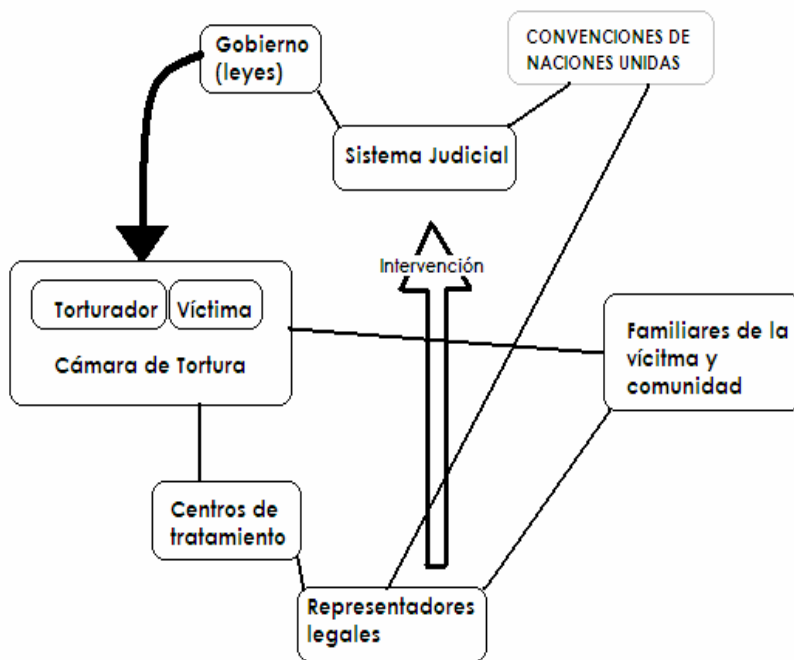 Gobierno
(leyes)
CONVENCIONES DE
NACIONES UNIDAS
Sistema Judicial
Intervención
Torturador
Víctima
Cámara de Tortura
Familiares de la
vícitma y
comunidad
Centros de
tratamiento
Representadores
legales